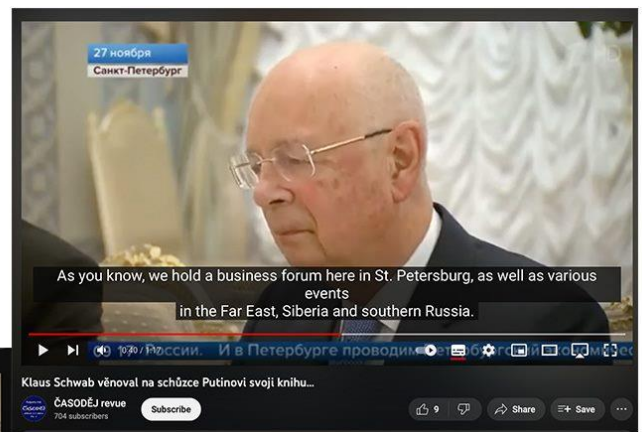 27 ноября
Санкт-Петербург
As you know, we hold a business forum here in St. Petersburg, as well as various
events
in the Far East, Siberia and southern Russia.
0:40 / 1:17
России. И в Петербурге проводим
Klaus Schwab věnoval na schůzce Putinovi svoji knihu...
ČASODĚJ revue
704 subscribers
Subscribe
9
Share
Save